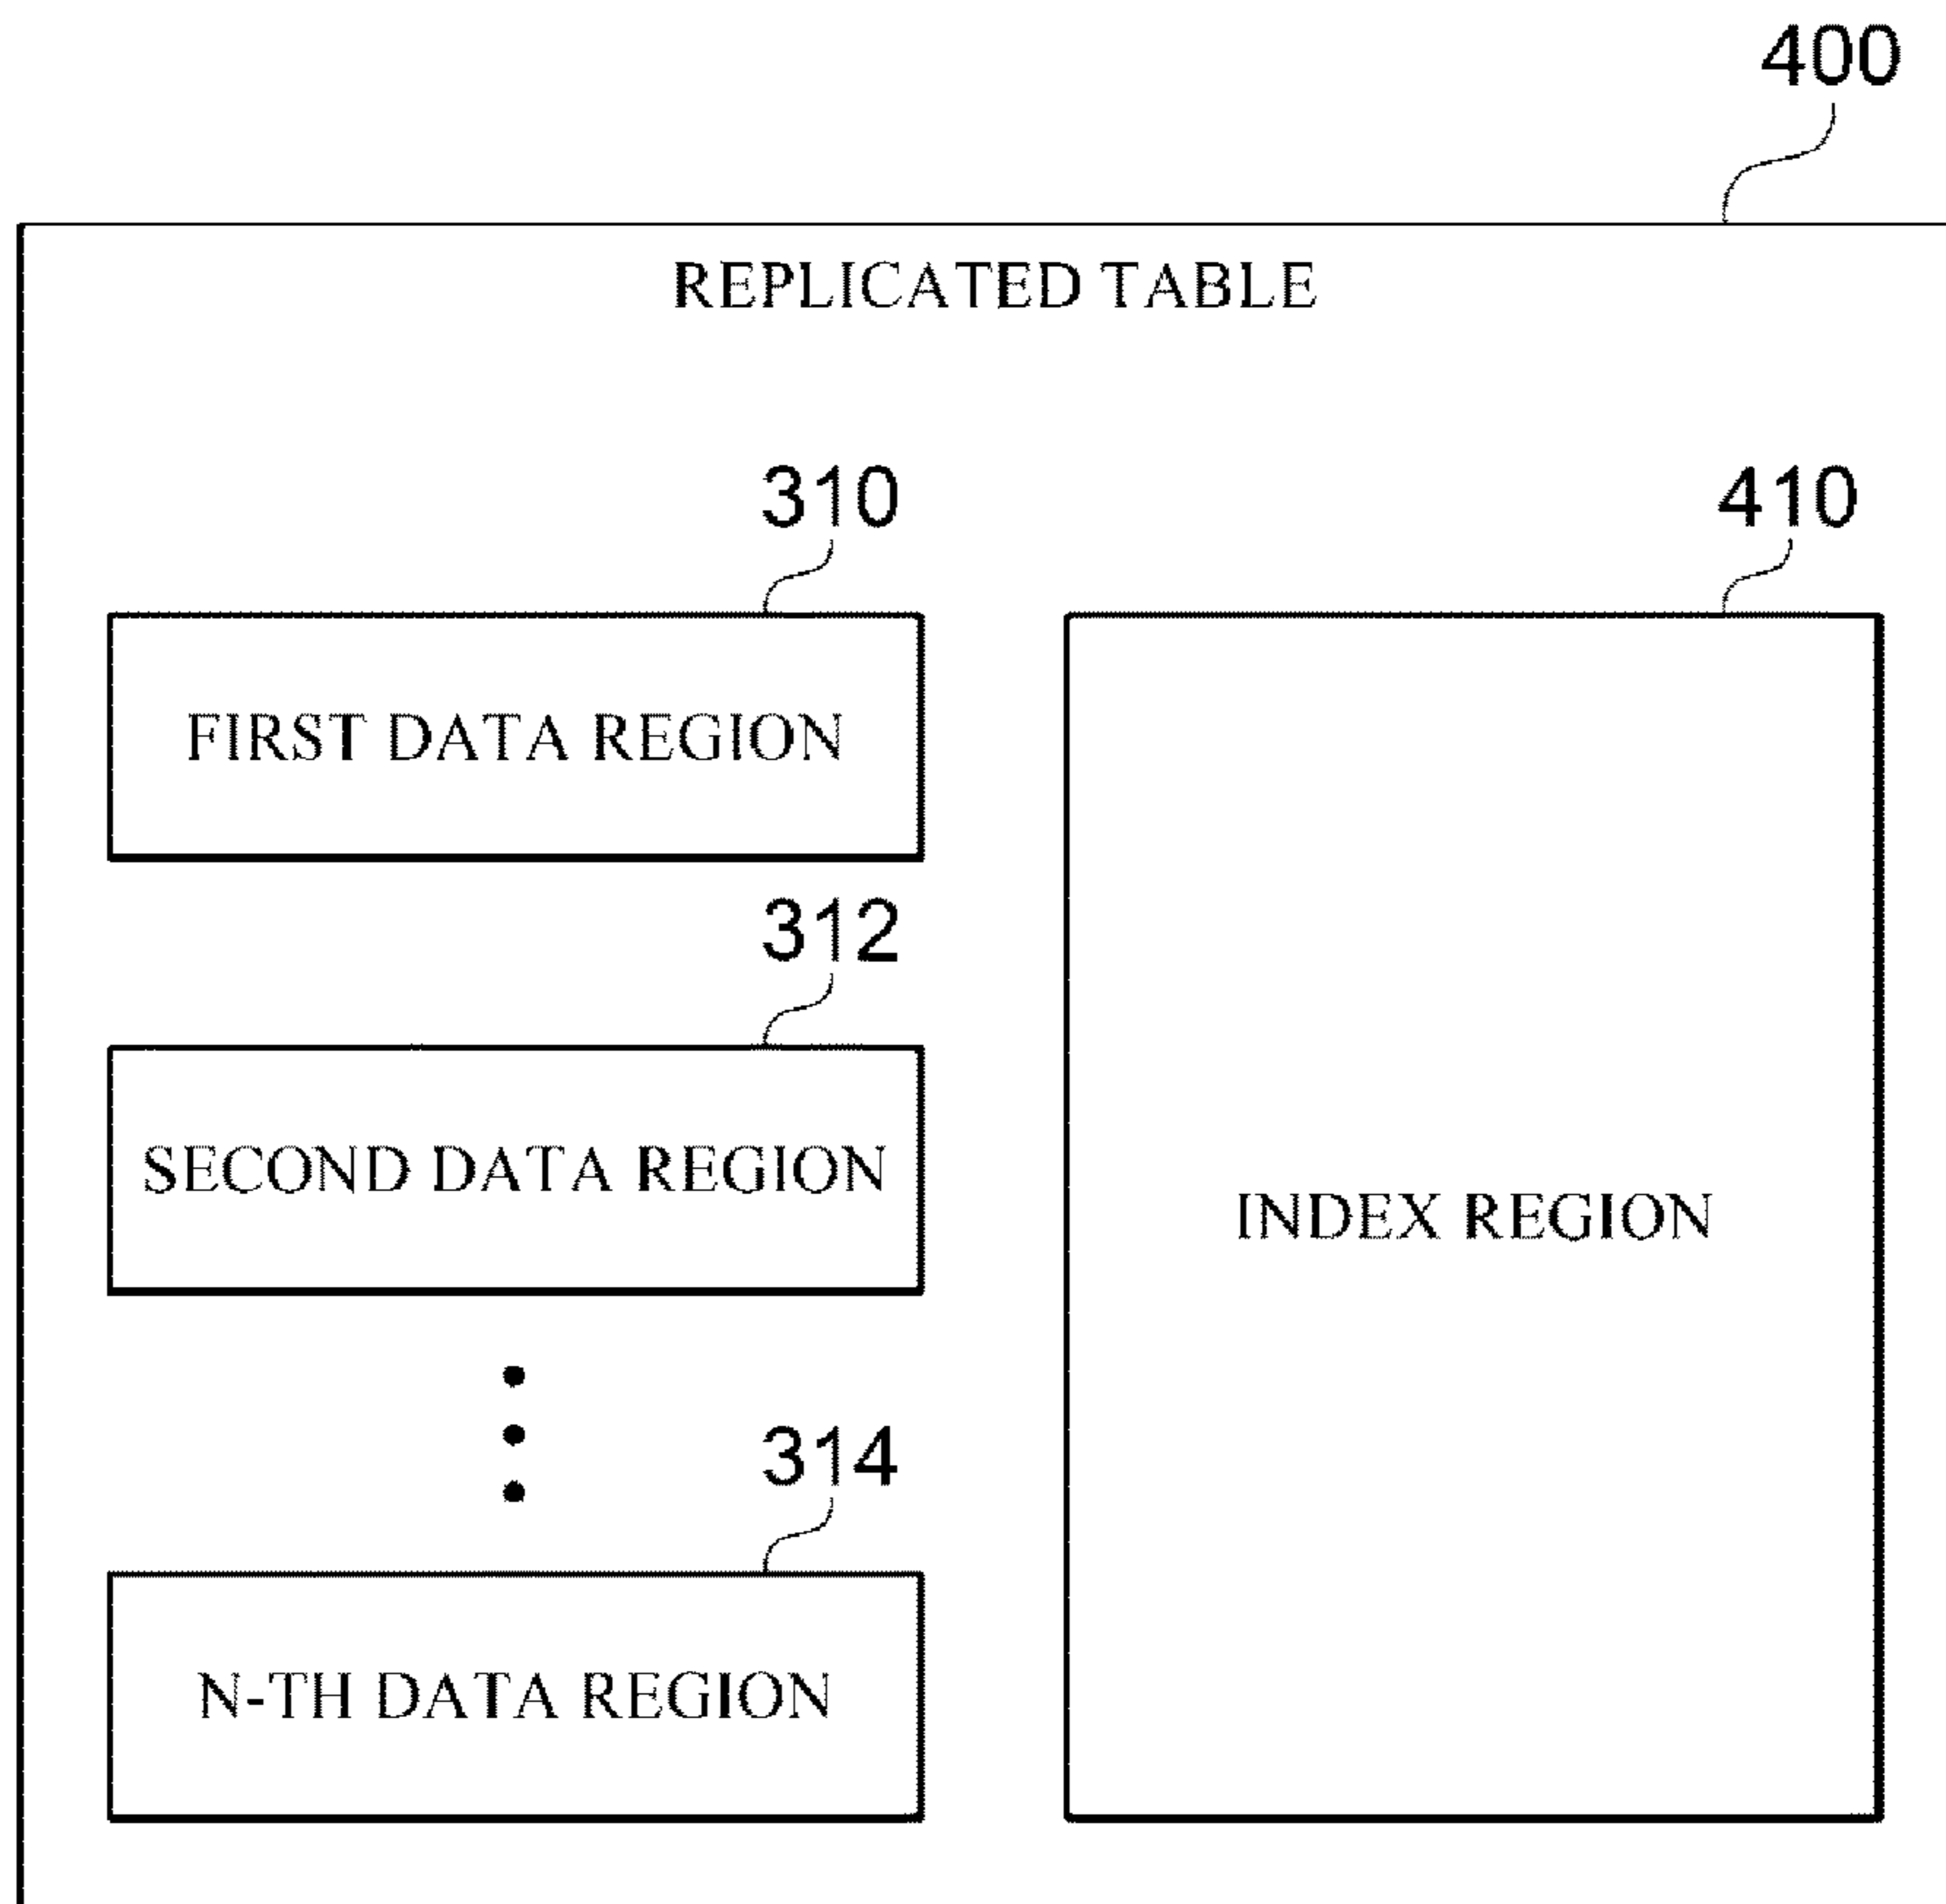 400
REPLICATED TABLE
310
410
FIRST DATA REGION
312
SECOND DATA REGION
INDEX REGION
314
N-TH DATA REGION